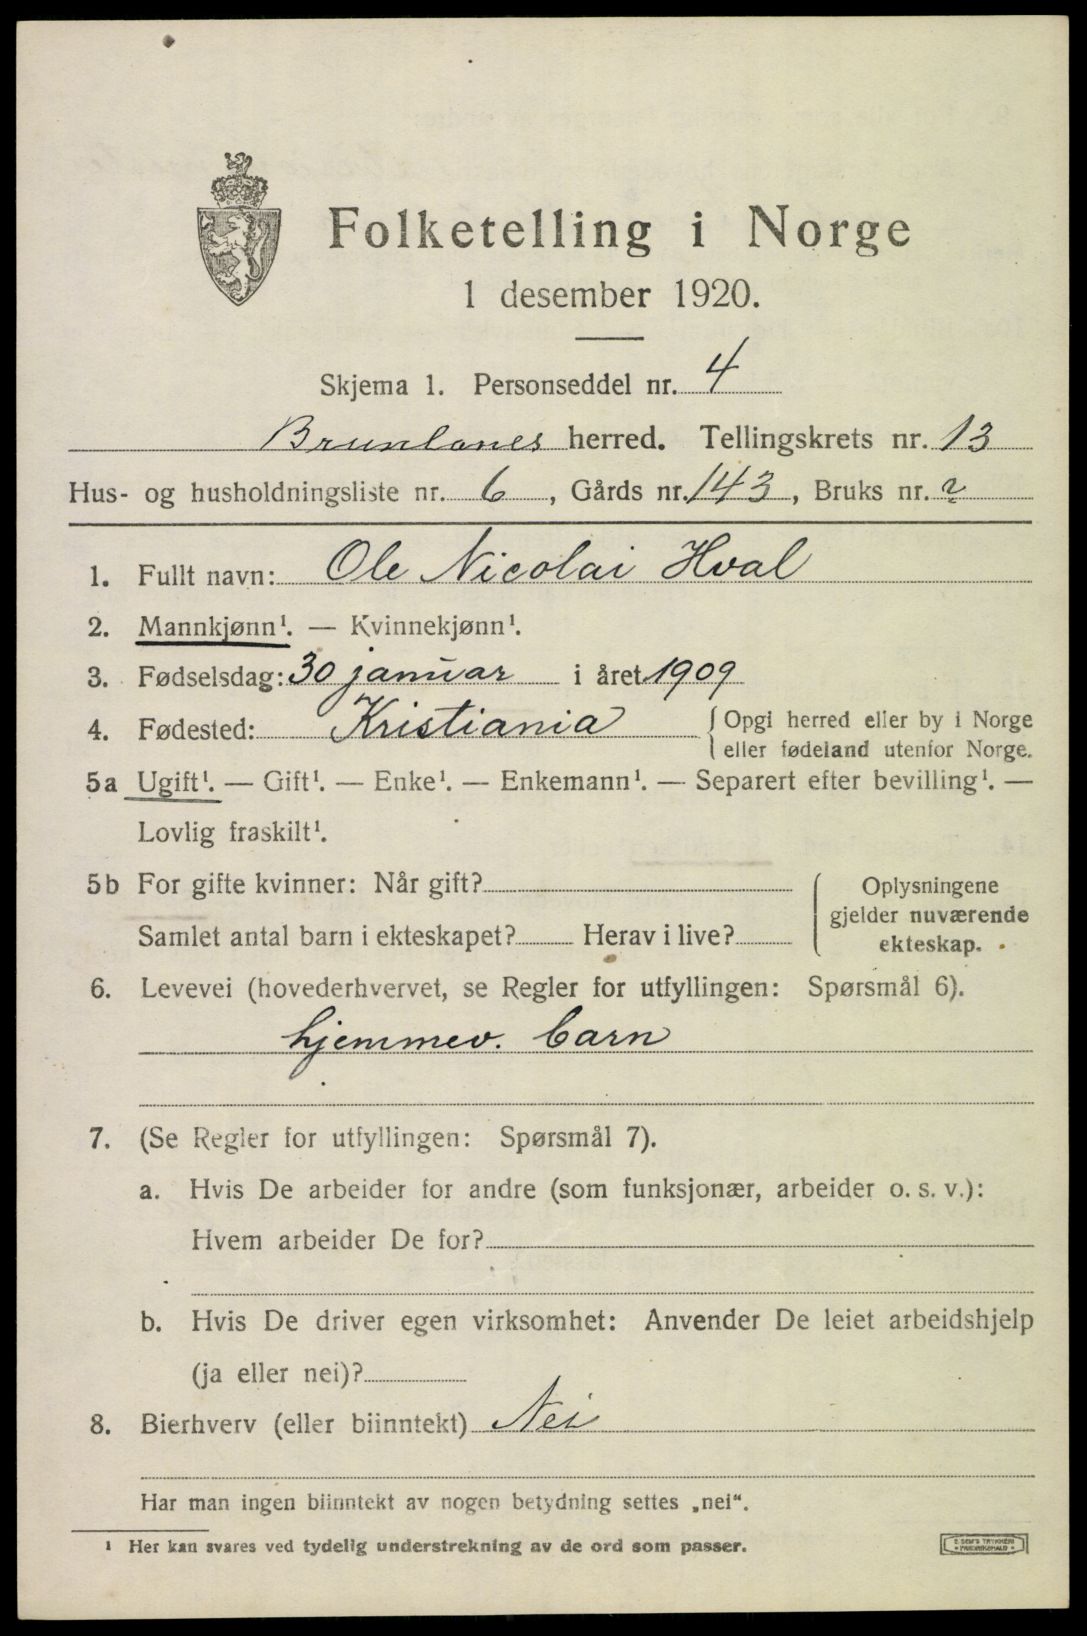 Folketelling i Norge
1 desember 1920.
Skjema 1. Personseddel nr. 4
Brunlanes herred. Tellingskrets nr. 13
Hus- og husholdningsliste nr. 6, Gårds nr. 143, Bruks nr. 2
1. Fullt navn: Ole Nicolai Hval
2. Mannkjønn¹. — Kvinnekjønn¹.
3. Fødselsdag: 30 januar i året 1909
4. Fødested: Kristiania {Opgi herred eller by i Norge
eller fødeland utenfor Norge.
5a Ugift¹. — Gift¹. — Enke¹. — Enkemann¹. — Separert efter bevilling¹. —
Lovlig fraskilt¹.
5b For gifte kvinner: Når gift?
Samlet antal barn i ekteskapet? Herav i live?
{Oplysningene
gjelder nuværende
ekteskap.
6. Levevei (hovederhvervet, se Regler for utfyllingen: Spørsmål 6).
hjemmev. barn
7. (Se Regler for utfyllingen: Spørsmål 7).
a. Hvis De arbeider for andre (som funksjonær, arbeider o. s. v.):
Hvem arbeider De for?
b. Hvis De driver egen virksomhet: Anvender De leiet arbeidshjelp
(ja eller nei)?
8. Bierhverv (eller biinntekt) Nei
Har man ingen biinntekt av nogen betydning settes „nei“.
¹ Her kan svares ved tydelig understrekning av de ord som passer.
E. SEM'S TRYKKERI
FREDRIKSHALD